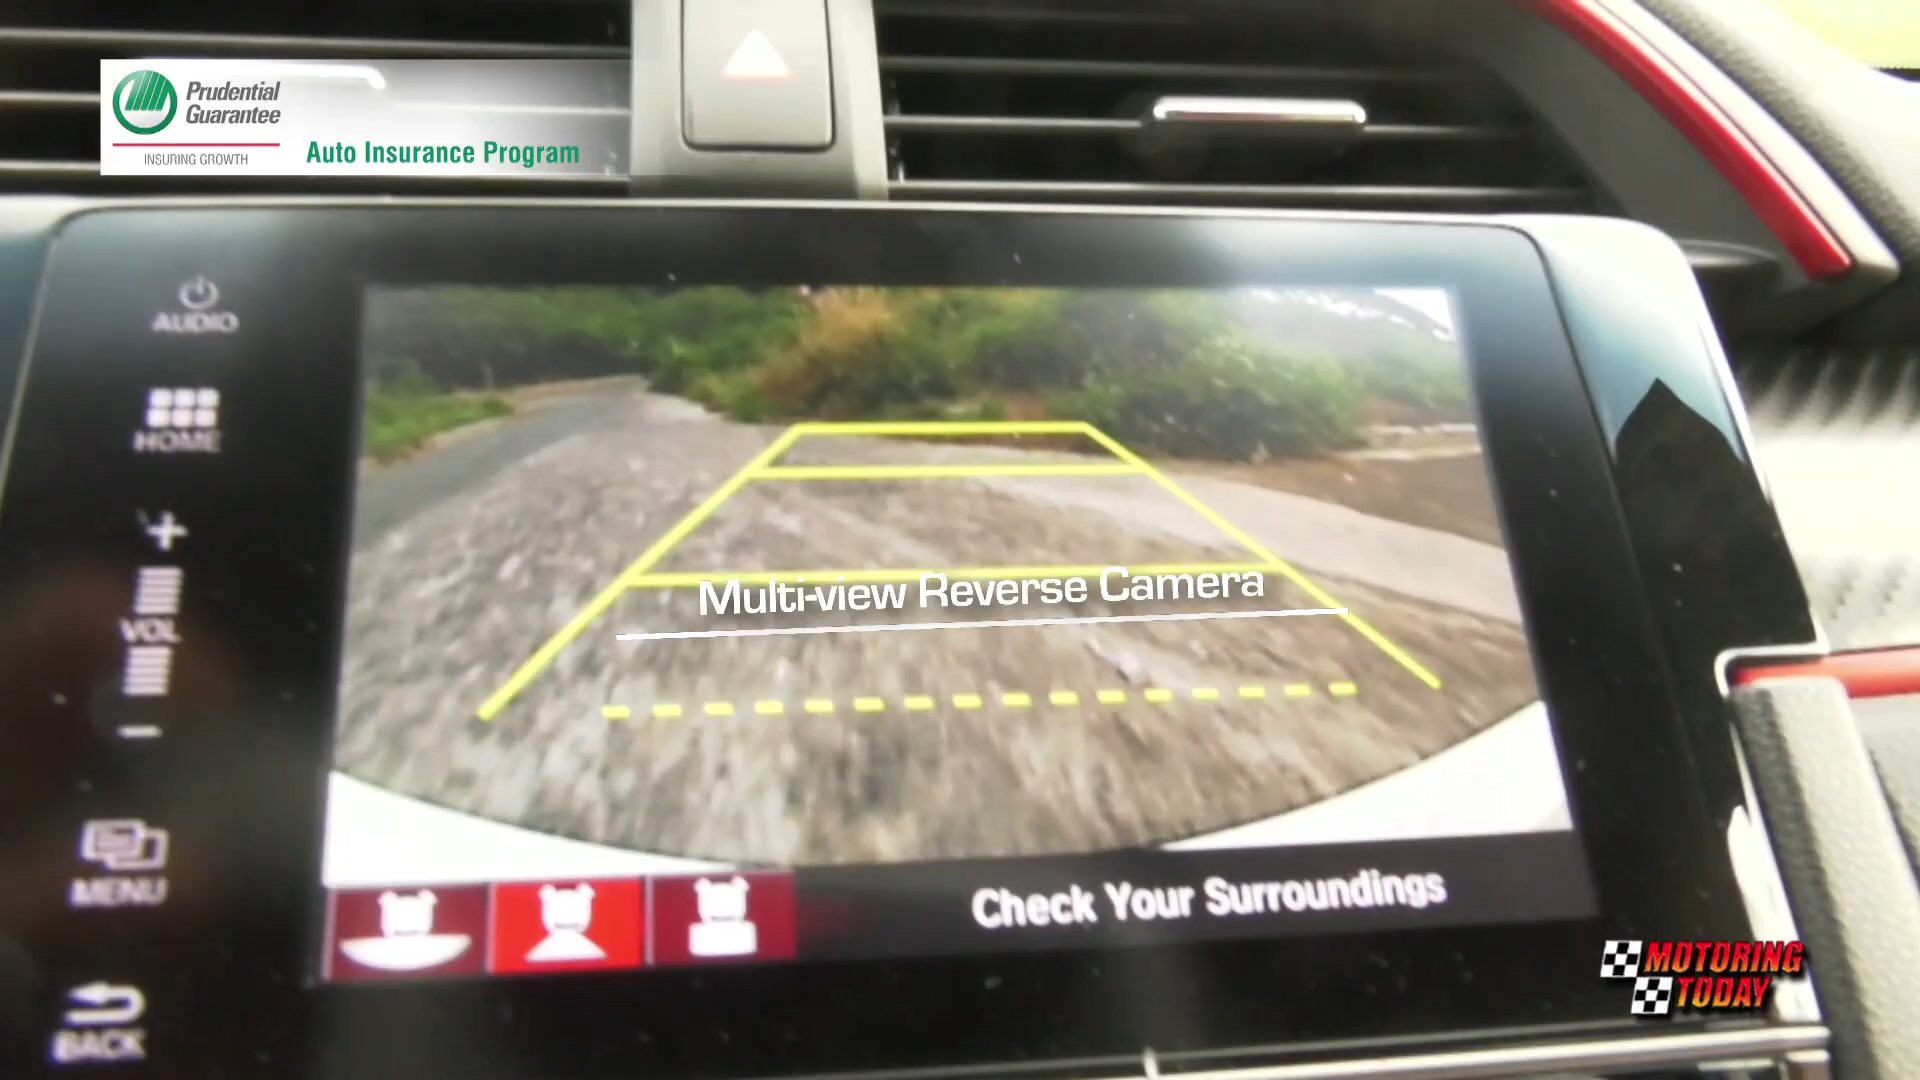 Prudential
Guarantee
INSURING GROWTH
Auto Insurance Program
AUDIO
HOME
VOL
MENU
BACK
Multi-view Reverse Camera
Check Your Surroundings
MOTORING
TODAY